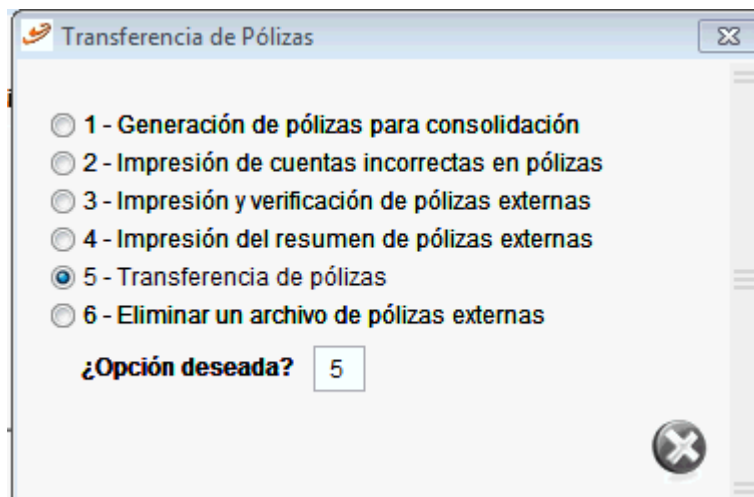 Transferencia de Pólizas
1 - Generación de pólizas para consolidación
2 - Impresión de cuentas incorrectas en pólizas
3 - Impresión y verificación de pólizas externas
4 - Impresión del resumen de pólizas externas
5 - Transferencia de pólizas
6 - Eliminar un archivo de pólizas externas
¿Opción deseada? 5